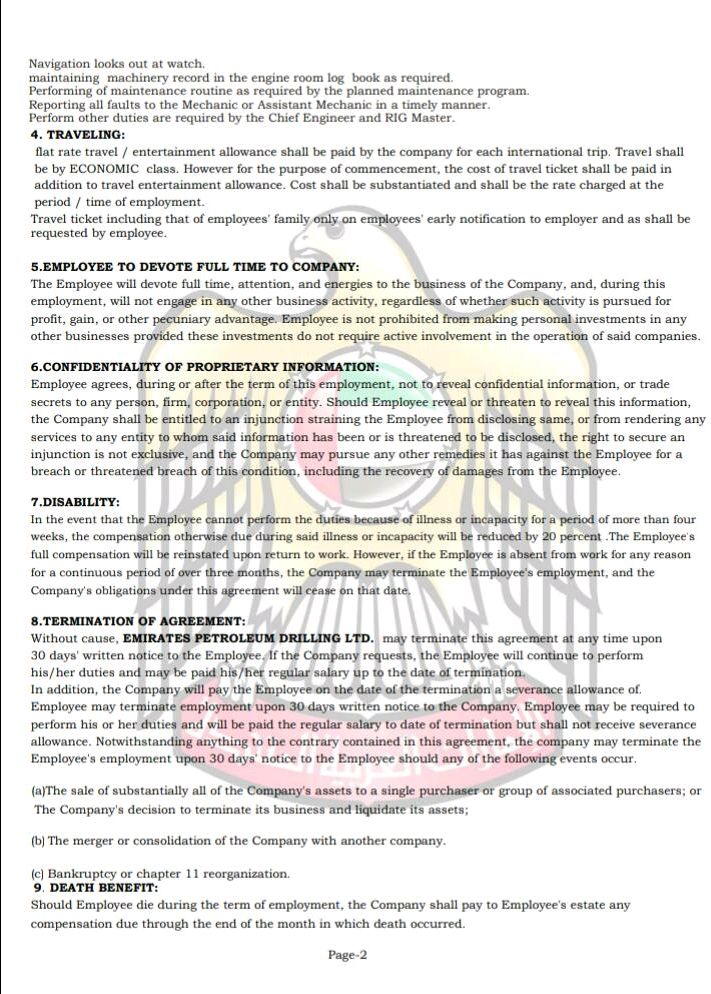 Navigation looks out at watch.
maintaining machinery record in the engine room log book as required.
Performing of maintenance routine as required by the planned maintenance program.
Reporting all faults to the Mechanic or Assistant Mechanic in a timely manner.
Perform other duties are required by the Chief Engineer and RIG Master.
4. TRAVELING:
flat rate travel / entertainment allowance shall be paid by the company for each international trip. Travel shall
be by ECONOMIC class. However for the purpose of commencement, the cost of travel ticket shall be paid in
addition to travel entertainment allowance. Cost shall be substantiated and shall be the rate charged at the
period / time of employment.
Travel ticket including that of employees' family only on employees' early notification to employer and as shall be
requested by employee.
5.EMPLOYEE TO DEVOTE FULL TIME TO COMPANY:
The Employee will devote full time, attention, and energies to the business of the Company, and, during this
employment, will not engage in any other business activity, regardless of whether such activity is pursued for
profit, gain, or other pecuniary advantage. Employee is not prohibited from making personal investments in any
other businesses provided these investments do not require active involvement in the operation of said companies.
6.CONFIDENTIALITY OF PROPRIETARY INFORMATION:
Employee agrees, during or after the term of this employment, not to reveal confidential information, or trade
secrets to any person, firm, corporation, or entity. Should Employee reveal or threaten to reveal this information,
the Company shall be entitled to an injunction straining the Employee from disclosing same, or from rendering any
services to any entity to whom said information has been or is threatened to be disclosed, the right to secure an
injunction is not exclusive, and the Company may pursue any other remedies it has against the Employee for a
breach or threatened breach of this condition, including the recovery of damages from the Employee.
7.DISABILITY:
In the event that the Employee cannot perform the duties because of illness or incapacity for a period of more than four
weeks, the compensation otherwise due during said illness or incapacity will be reduced by 20 percent .The Employee's
full compensation will be reinstated upon return to work. However, if the Employee is absent from work for any reason
for a continuous period of over three months, the Company may terminate the Employee's employment, and the
Company's obligations under this agreement will cease on that date.
8.TERMINATION OF AGREEMENT:
Without cause, EMIRATES PETROLEUM DRILLING LTD. may terminate this agreement at any time upon
30 days' written notice to the Employee. If the Company requests, the Employee will continue to perform
his/her duties and may be paid his/her regular salary up to the date of termination.
In addition, the Company will pay the Employee on the date of the termination a severance allowance of.
Employee may terminate employment upon 30 days written notice to the Company. Employee may be required to
perform his or her duties and will be paid the regular salary to date of termination but shall not receive severance
allowance. Notwithstanding anything to the contrary contained in this agreement, the company may terminate the
Employee's employment upon 30 days' notice to the Employee should any of the following events occur.
(a)The sale of substantially all of the Company's assets to a single purchaser or group of associated purchasers; or
The Company's decision to terminate its business and liquidate its assets;
(b) The merger or consolidation of the Company with another company.
(c) Bankruptcy or chapter 11 reorganization.
9. DEATH BENEFIT:
Should Employee die during the term of employment, the Company shall pay to Employee's estate any
compensation due through the end of the month in which death occurred.
Page-2